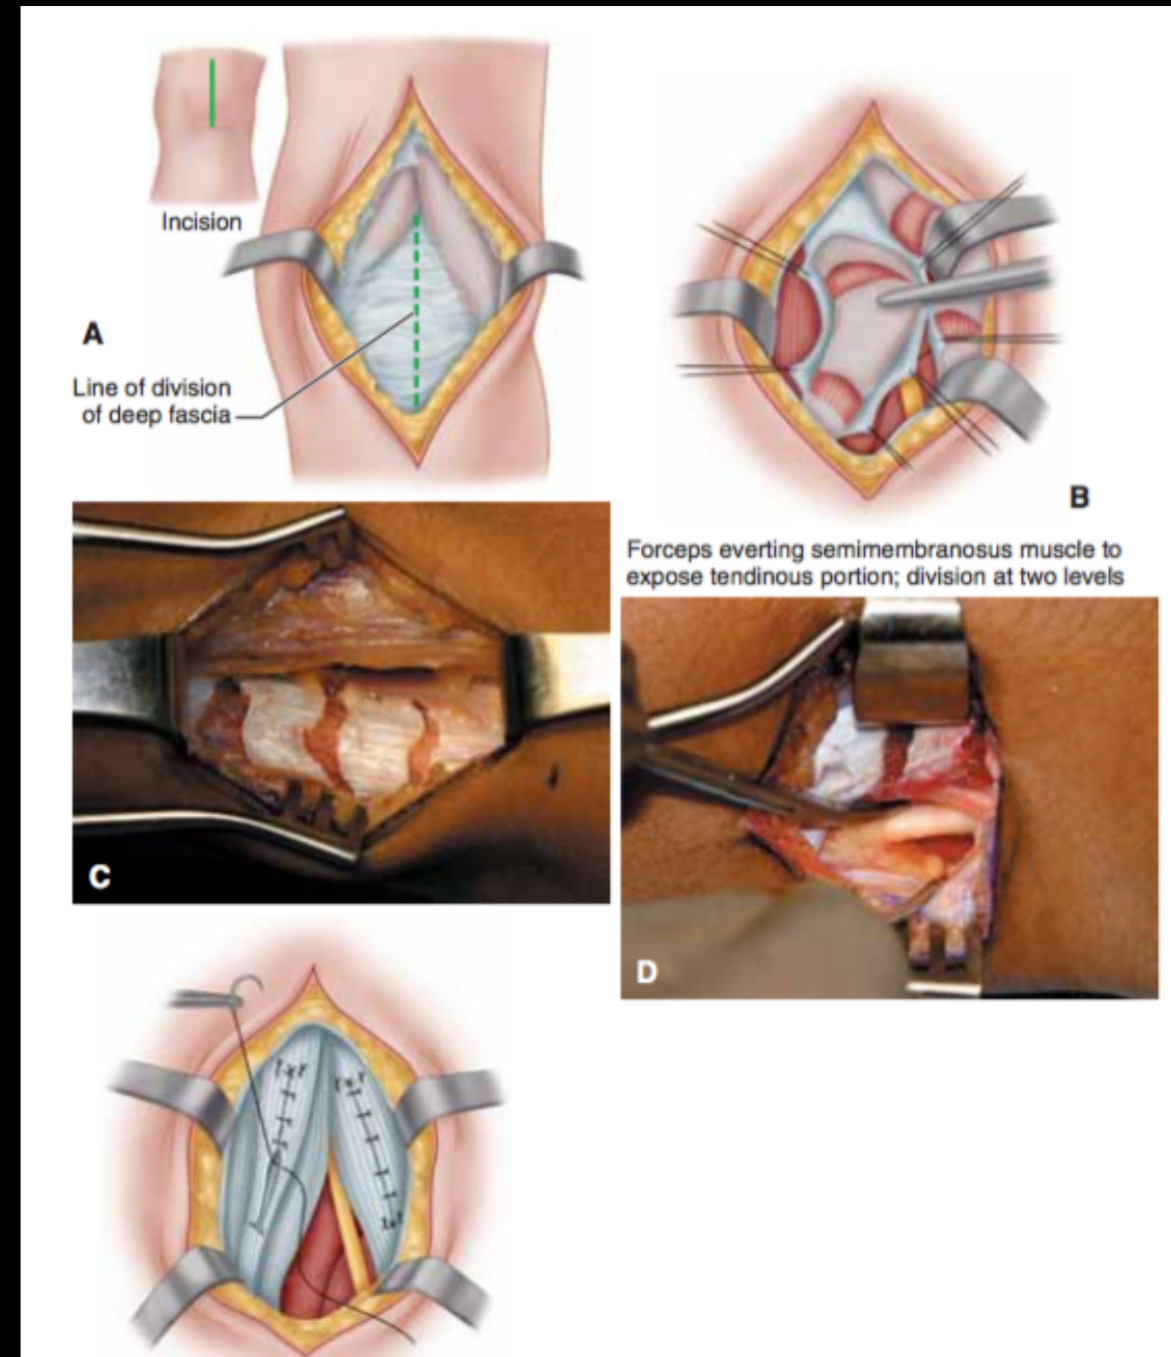 Incision
A
Line of division
of deep fascia
B
Forceps everting semimembranosus muscle to
expose tendinous portion; division at two levels
C
D